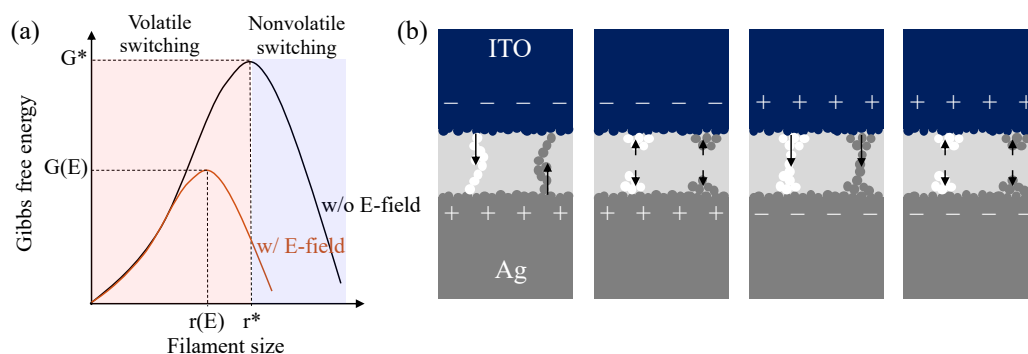 (a)
Volatile
switching
Nonvolatile
switching
G*
G(E)
Gibbs free energy
w/o E-field
w/ E-field
r(E)
r*
Filament size
(b)
ITO
− − − −
+ + + +
Ag
− − − −
+ + + +
+ + + +
− − − −
+ + + +
− − − −